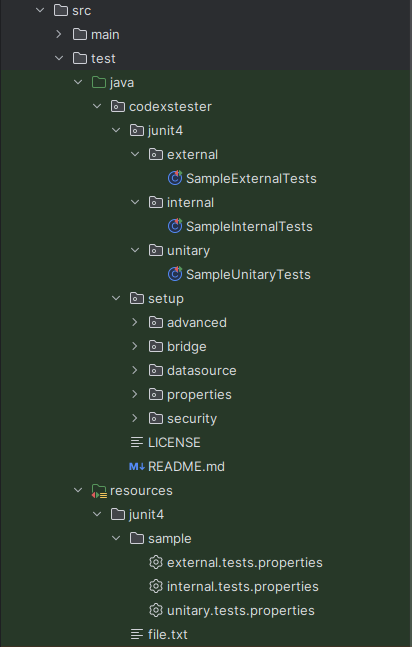 src
main
test
java
codexstester
junit4
external
SampleExternalTests
internal
SampleInternalTests
unitary
SampleUnitaryTests
setup
advanced
bridge
datasource
properties
security
LICENSE
M↓ README.md
resources
junit4
sample
external.tests.properties
internal.tests.properties
unitary.tests.properties
file.txt